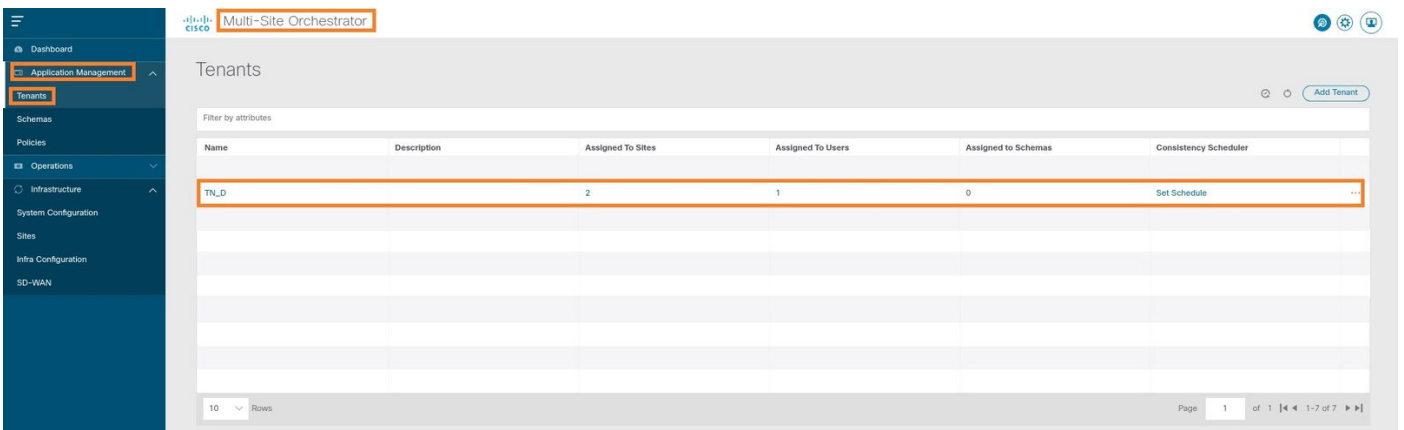 cisco
Multi-Site Orchestrator
Dashboard
Application Management
Tenants
Schemas
Policies
Operations
Infrastructure
System Configuration
Sites
Infra Configuration
SD-WAN
Tenants
Add Tenant
Filter by attributes
Name Description Assigned To Sites Assigned To Users Assigned to Schemas Consistency Scheduler
TN_D 2 1 0 Set Schedule ...
10 Rows Page 1 of 1 1-7 of 7